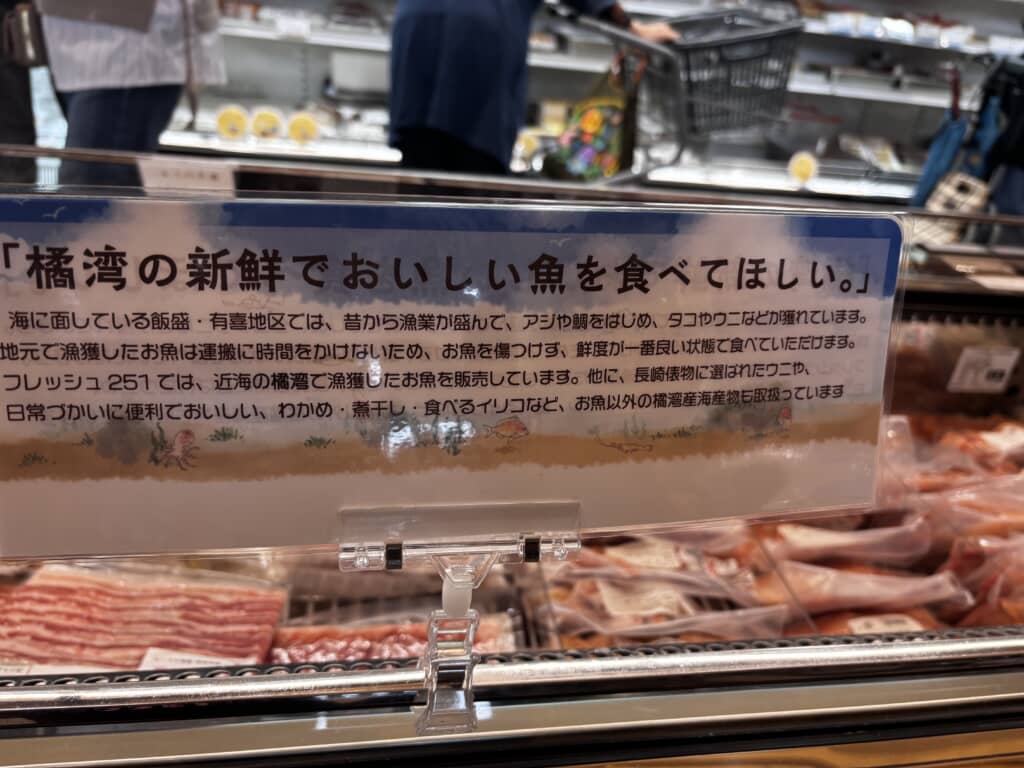 「橘湾の新鮮でおいしい魚を食べてほしい。」
海に面している飯盛・有喜地区では、昔から漁業が盛んで、アジや鯛をはじめ、タコやウニなどが獲れています。
地元で漁獲したお魚は運搬に時間をかけないため、お魚を傷つけず、鮮度が一番良い状態で食べていただけます。
フレッシュ251では、近海の橘湾で漁獲したお魚を販売しています。他に、長崎俵物に選ばれたウニや、
日常づかいに便利でおいしい、わかめ・煮干し・食べるイリコなど、お魚以外の橘湾産海産物も取扱っています